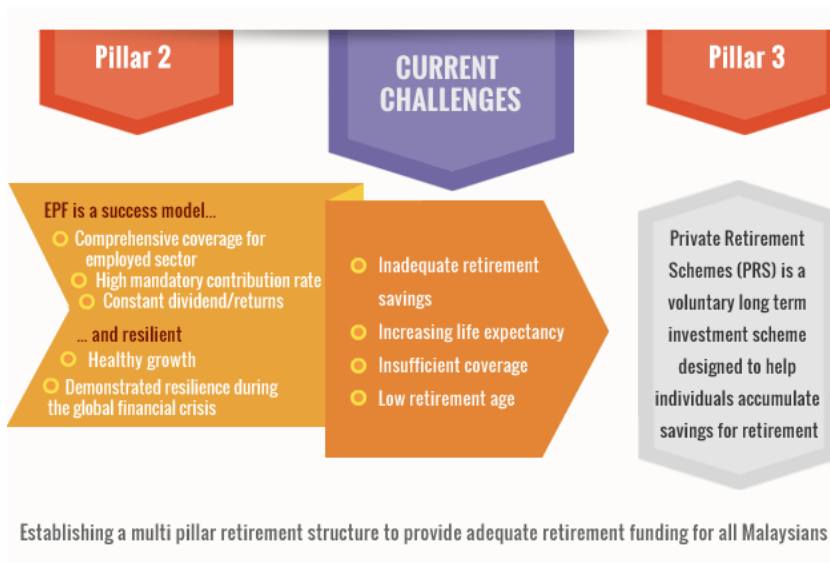 Pillar 2
EPF is a success model...
Comprehensive coverage for
employed sector
High mandatory contribution rate
Constant dividend/returns
... and resilient
Healthy growth
Demonstrated resilience during
the global financial crisis
CURRENT
CHALLENGES
Inadequate retirement
savings
Increasing life expectancy
Insufficient coverage
Low retirement age
Pillar 3
Private Retirement
Schemes (PRS) is a
voluntary long term
investment scheme
designed to help
individuals accumulate
savings for retirement
Establishing a multi pillar retirement structure to provide adequate retirement funding for all Malaysians